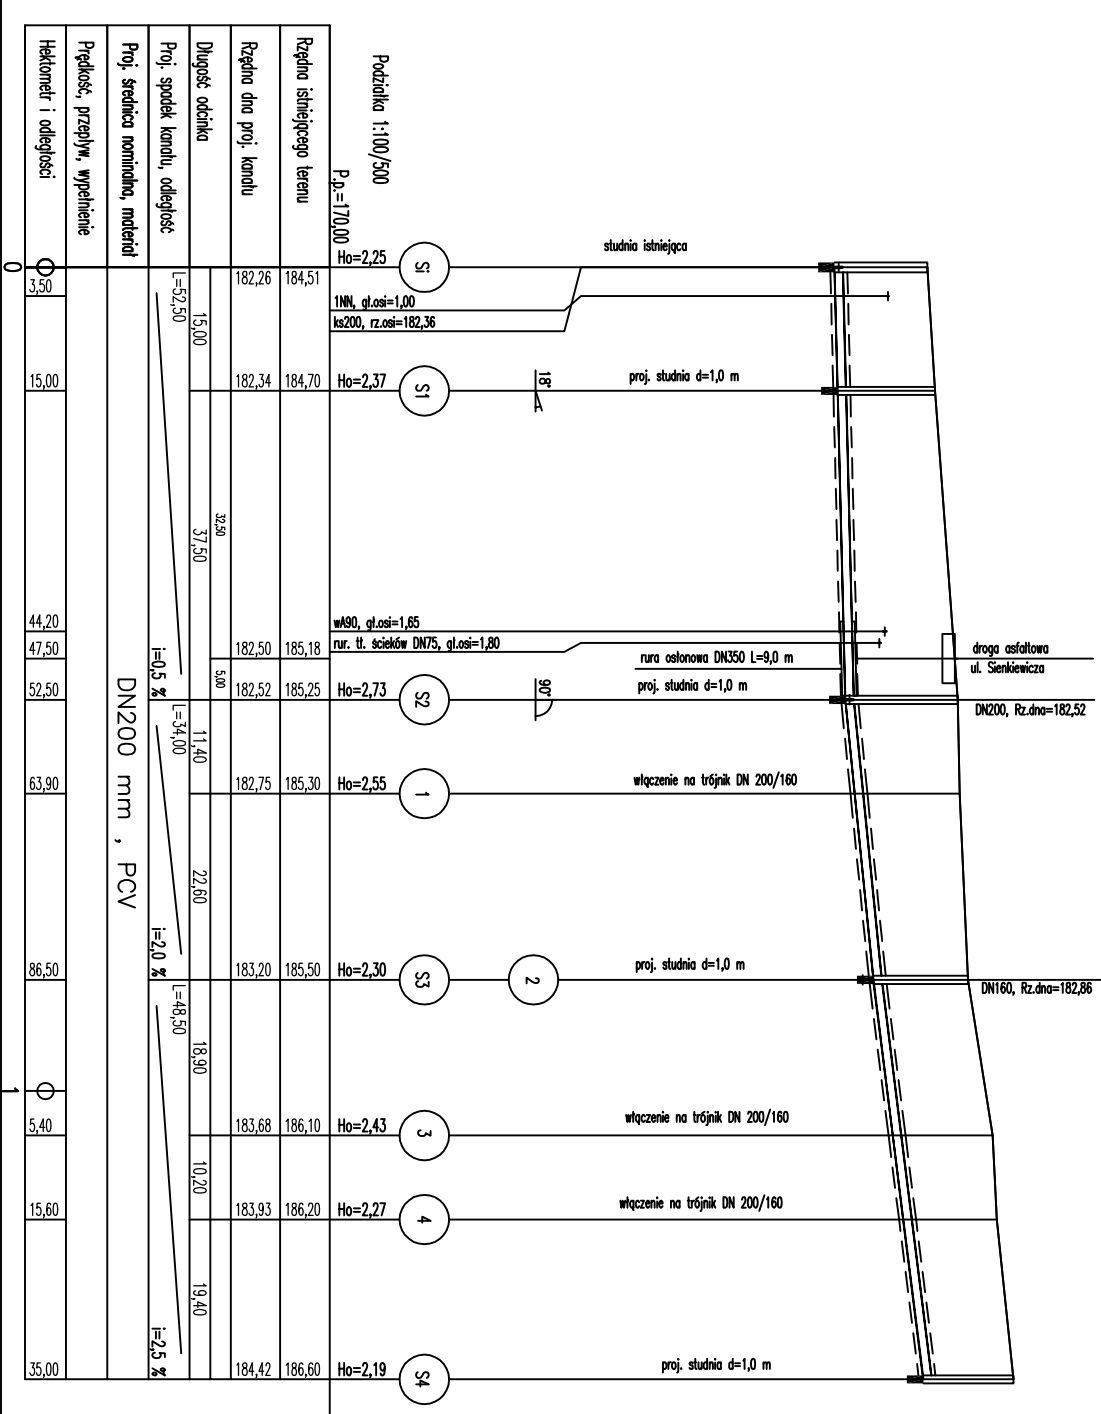 Podziałka 1:100/500
P.p.=170,00
Rzędna istniejącego terenu
184,51
184,70
185,18
185,25
185,30
185,50
186,10
186,20
186,60
Rzędna dna proj. kanału
182,26
182,34
182,50
182,52
182,75
183,20
183,68
183,93
184,42
Długość odcinka
15,00
32,50
37,50
5,00
11,40
22,60
18,90
10,20
19,40
Proj. spadek kanału, odległość
L=52,50
i=0,5 %
L=34,00
i=2,0 %
L=48,50
i=2,5 %
Proj. średnica nominalna, materiał
DN200 mm , PCV
Prędkość, przepływ, wypełnienie
Hektometr i odległości
0
3,50
15,00
44,20
47,50
52,50
63,90
86,50
1
5,40
15,60
35,00
Ho=2,25
Si
studnia istniejąca
1NN, gł.osi=1,00
ks200, rz.osi=182,36
Ho=2,37
S1
18°
proj. studnia d=1,0 m
wA90, gł.osi=1,65
rur. tł. ścieków DN75, gł.osi=1,80
rura osłonowa DN350 L=9,0 m
droga asfaltowa
ul. Sienkiewicza
Ho=2,73
S2
90°
proj. studnia d=1,0 m
DN200, Rz.dna=182,52
Ho=2,55
1
włączenie na trójnik DN 200/160
Ho=2,30
S3
2
proj. studnia d=1,0 m
DN160, Rz.dna=182,86
Ho=2,43
3
włączenie na trójnik DN 200/160
Ho=2,27
4
włączenie na trójnik DN 200/160
Ho=2,19
S4
proj. studnia d=1,0 m